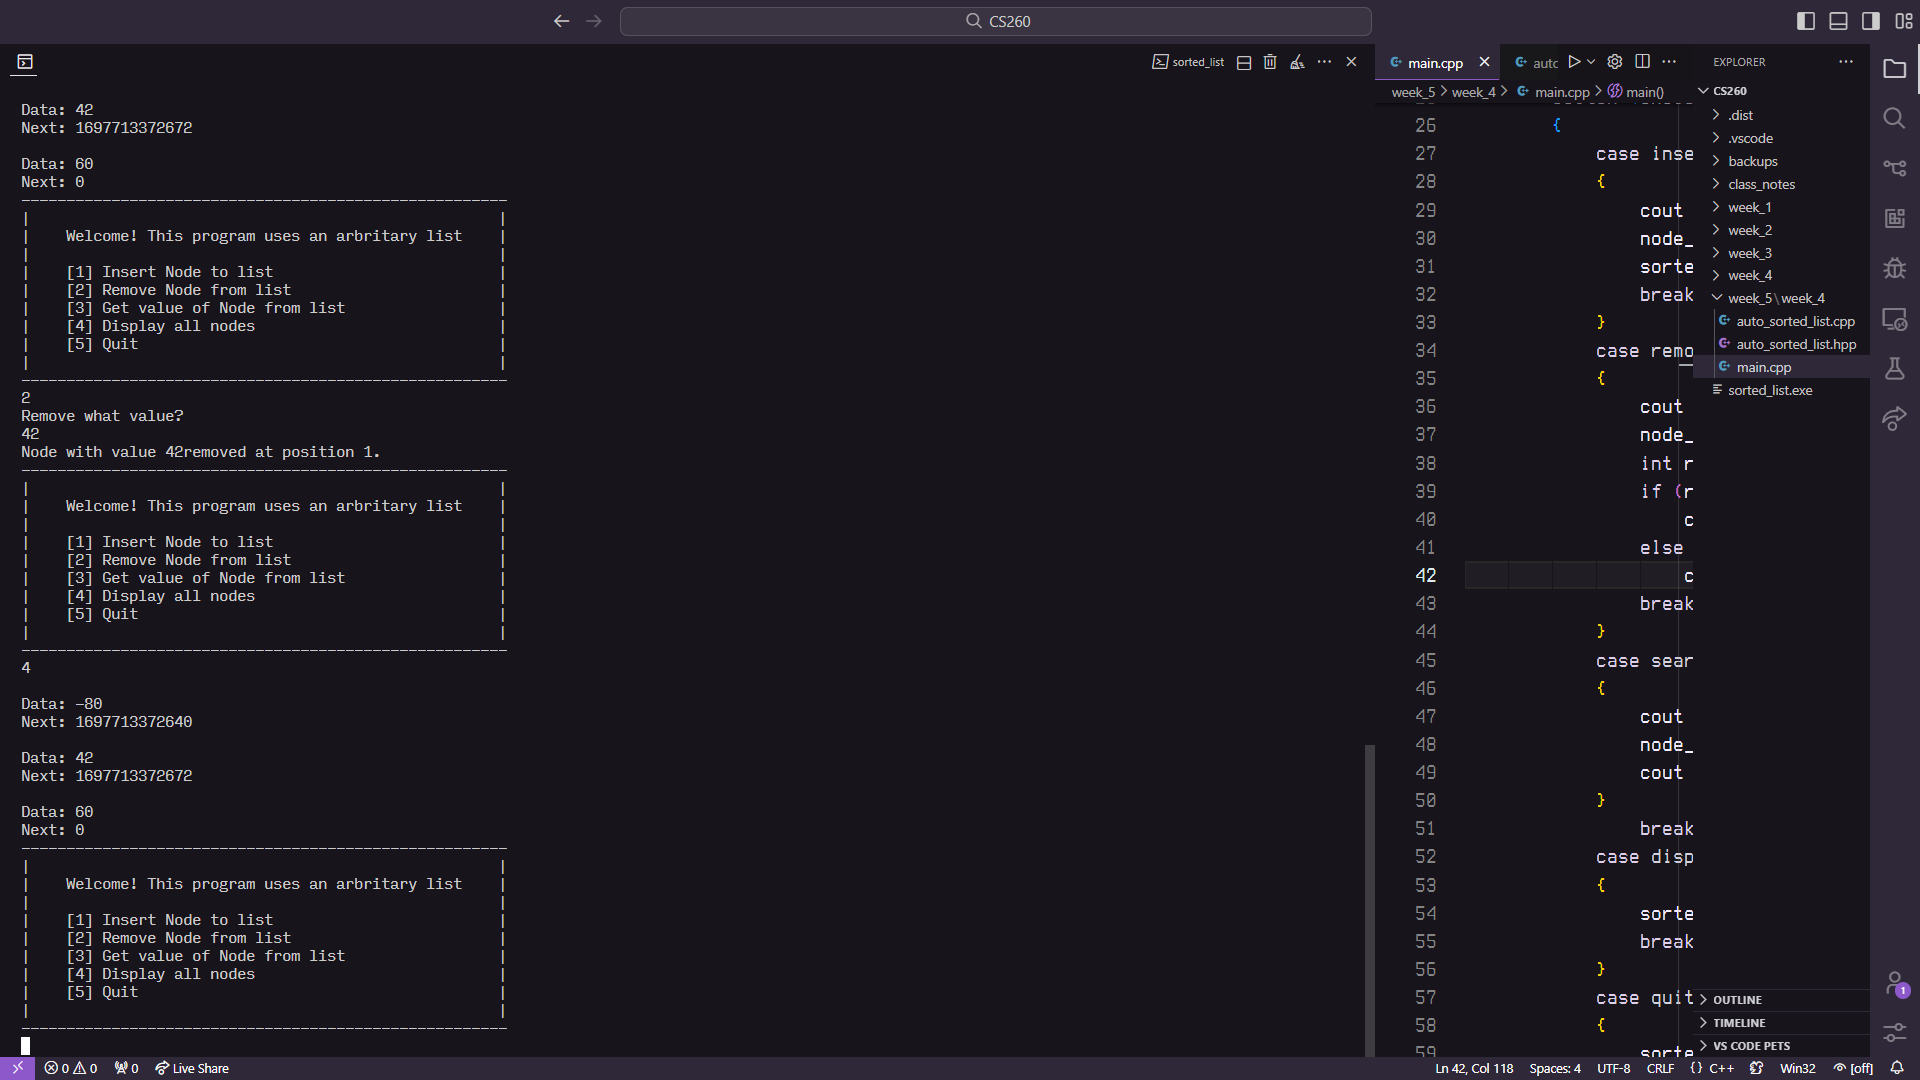 CS260
sorted_list
Data: 42
Next: 1697713372672
Data: 60
Next: 0
Welcome! This program uses an arbritary list
[1] Insert Node to list
[2] Remove Node from list
[3] Get value of Node from list
[4] Display all nodes
[5] Quit
2
Remove what value?
42
Node with value 42removed at position 1.
Welcome! This program uses an arbritary list
[1] Insert Node to list
[2] Remove Node from list
[3] Get value of Node from list
[4] Display all nodes
[5] Quit
4
Data: -80
Next: 1697713372640
Data: 42
Next: 1697713372672
Data: 60
Next: 0
Welcome! This program uses an arbritary list
[1] Insert Node to list
[2] Remove Node from list
[3] Get value of Node from list
[4] Display all nodes
[5] Quit
main.cpp auto
week_5 > week_4 > main.cpp > main()
26 {
27 case inse
28 {
29 cout
30 node_
31 sorte
32 break
33 }
34 case remo
35 {
36 cout
37 node_
38 int r
39 if (r
40 c
41 else
42 c
43 break
44 }
45 case sear
46 {
47 cout
48 node_
49 cout
50 }
51 break
52 case disp
53 {
54 sorte
55 break
56 }
57 case quit
58 {
59 sorte
EXPLORER
CS260
.dist
.vscode
backups
class_notes
week_1
week_2
week_3
week_4
week_5\week_4
auto_sorted_list.cpp
auto_sorted_list.hpp
main.cpp
sorted_list.exe
OUTLINE
TIMELINE
VS CODE PETS
1
0 0 0 Live Share
Ln 42, Col 118 Spaces: 4 UTF-8 CRLF {} C++ Win32 [off]